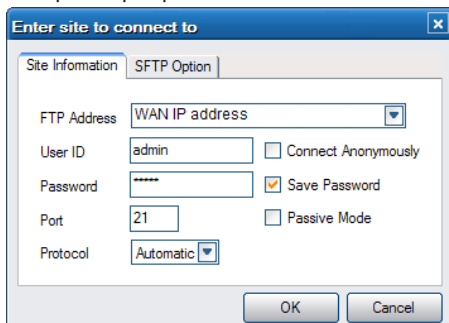 Enter site to connect to
Site Information SFTP Option
FTP Address WAN IP address
User ID admin Connect Anonymously
Password ***** Save Password
Port 21 Passive Mode
Protocol Automatic
OK Cancel